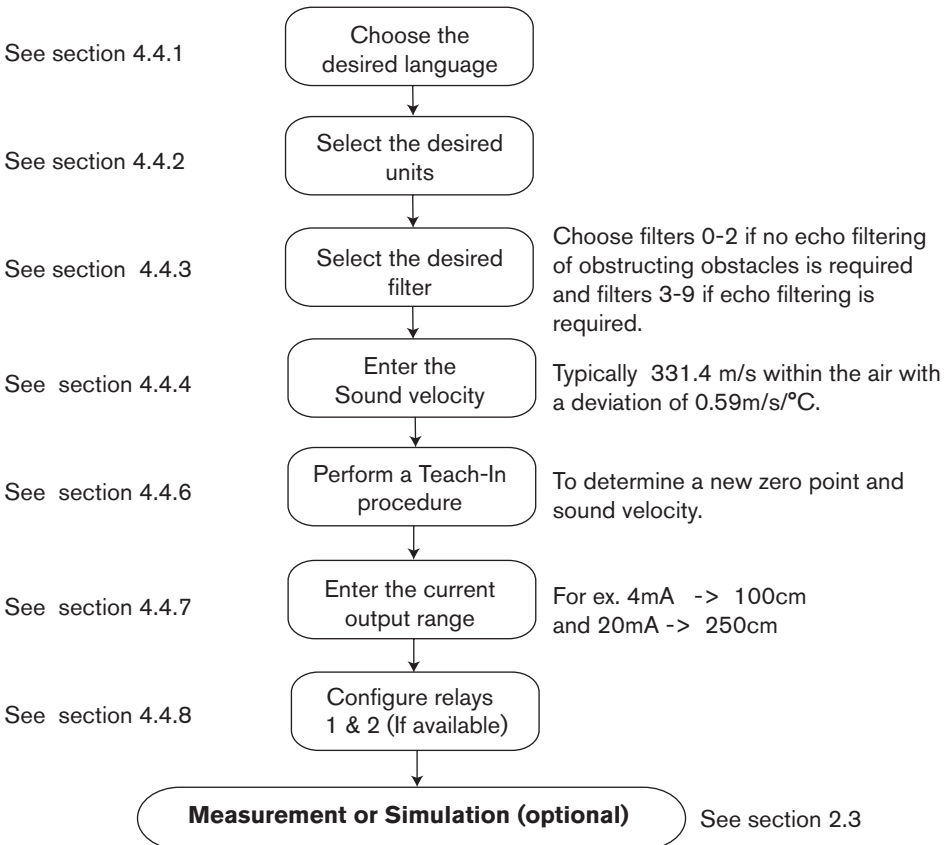 See section 4.4.1
Choose the
desired language
See section 4.4.2
Select the desired
units
See section 4.4.3
Select the desired
filter
Choose filters 0-2 if no echo filtering
of obstructing obstacles is required
and filters 3-9 if echo filtering is
required.
See section 4.4.4
Enter the
Sound velocity
Typically 331.4 m/s within the air with
a deviation of 0.59m/s/°C.
See section 4.4.6
Perform a Teach-In
procedure
To determine a new zero point and
sound velocity.
See section 4.4.7
Enter the current
output range
For ex. 4mA -> 100cm
and 20mA -> 250cm
See section 4.4.8
Configure relays
1 & 2 (If available)
Measurement or Simulation (optional)
See section 2.3